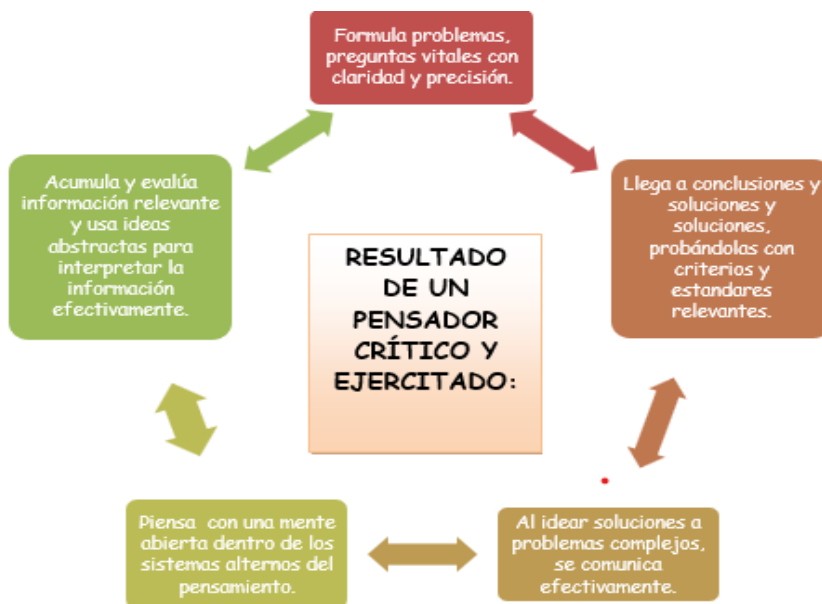 Formula problemas,
preguntas vitales con
claridad y precisión.
Acumula y evalúa
información relevante
y usa ideas
abstractas para
interpretar la
información
efectivamente.
Llega a conclusiones y
soluciones y
soluciones,
probándolas con
criterios y
estandares
relevantes.
RESULTADO
DE UN
PENSADOR
CRÍTICO Y
EJERCITADO:
Piensa con una mente
abierta dentro de los
sistemas alternos del
pensamiento.
Al idear soluciones a
problemas complejos,
se comunica
efectivamente.